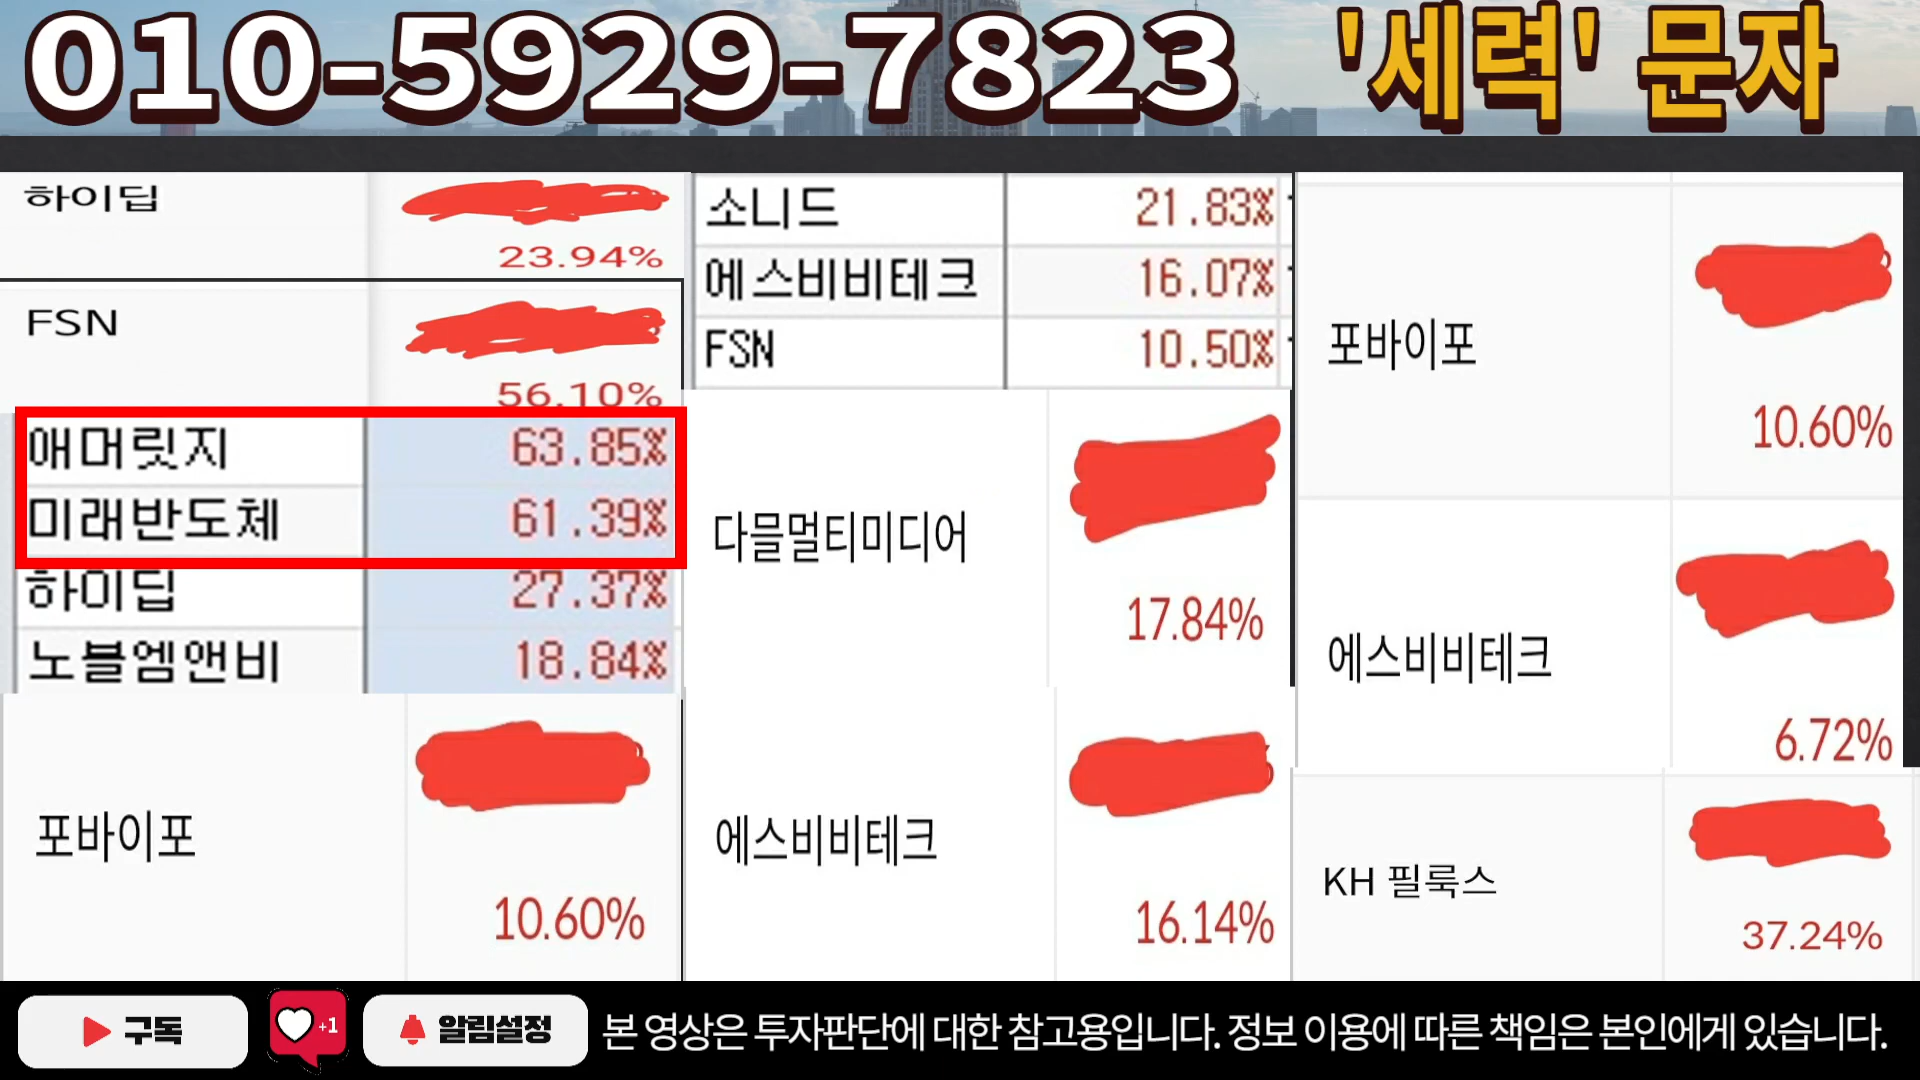 010-5929-7823 '세력' 문자
하이딥
23.94%
FSN
56.10%
애머릿지 63.85%
미래반도체 61.39%
하이딥 27.37%
노블엠앤비 18.84%
포바이포
10.60%
소니드 21.83%
에스비비테크 16.07%
FSN 10.50%
다믈멀티미디어
17.84%
에스비비테크
16.14%
포바이포
10.60%
에스비비테크
6.72%
KH 필룩스
37.24%
구독 +1 알림설정 본 영상은 투자판단에 대한 참고용입니다. 정보 이용에 따른 책임은 본인에게 있습니다.